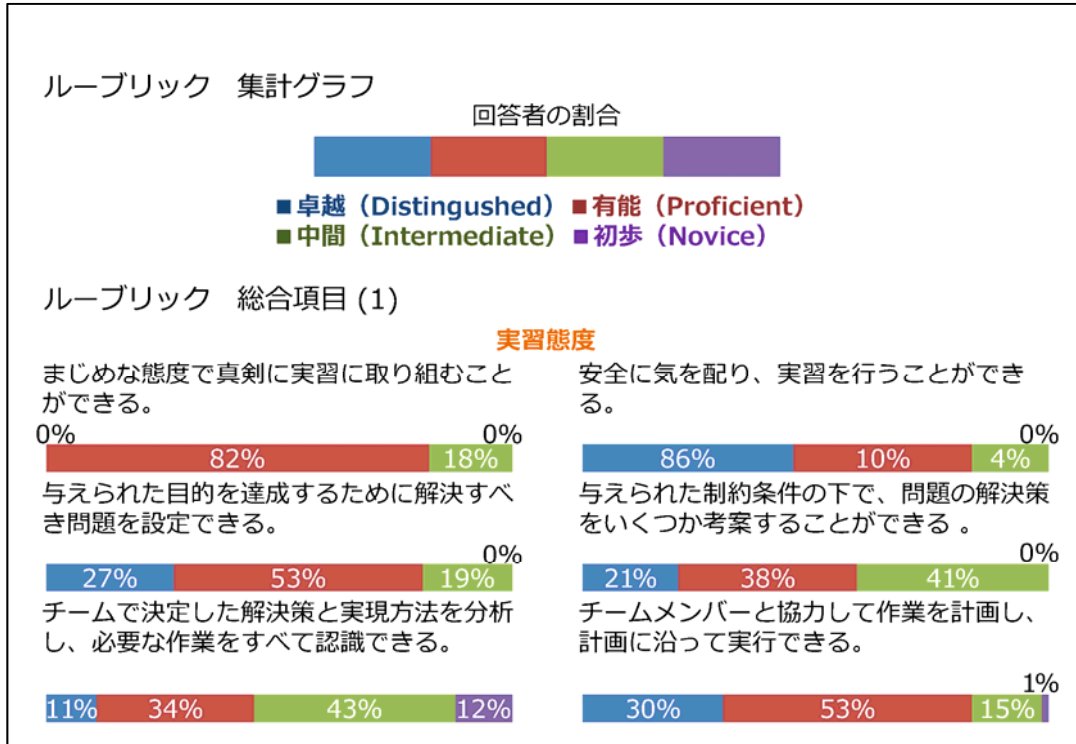 ルーブリック　集計グラフ
回答者の割合
■卓越（Distingushed）■有能（Proficient）
■中間（Intermediate）■初歩（Novice）
ルーブリック　総合項目 (1)
実習態度
まじめな態度で真剣に実習に取り組むこと
ができる。
0% 0%
82% 18%
安全に気を配り、実習を行うことができ
る。
0%
86% 10% 4%
与えられた目的を達成するために解決すべ
き問題を設定できる。
0%
27% 53% 19%
与えられた制約条件の下で、問題の解決策
をいくつか考案することができる 。
0%
21% 38% 41%
チームで決定した解決策と実現方法を分析
し、必要な作業をすべて認識できる。
11% 34% 43% 12%
チームメンバーと協力して作業を計画し、
計画に沿って実行できる。
1%
30% 53% 15%